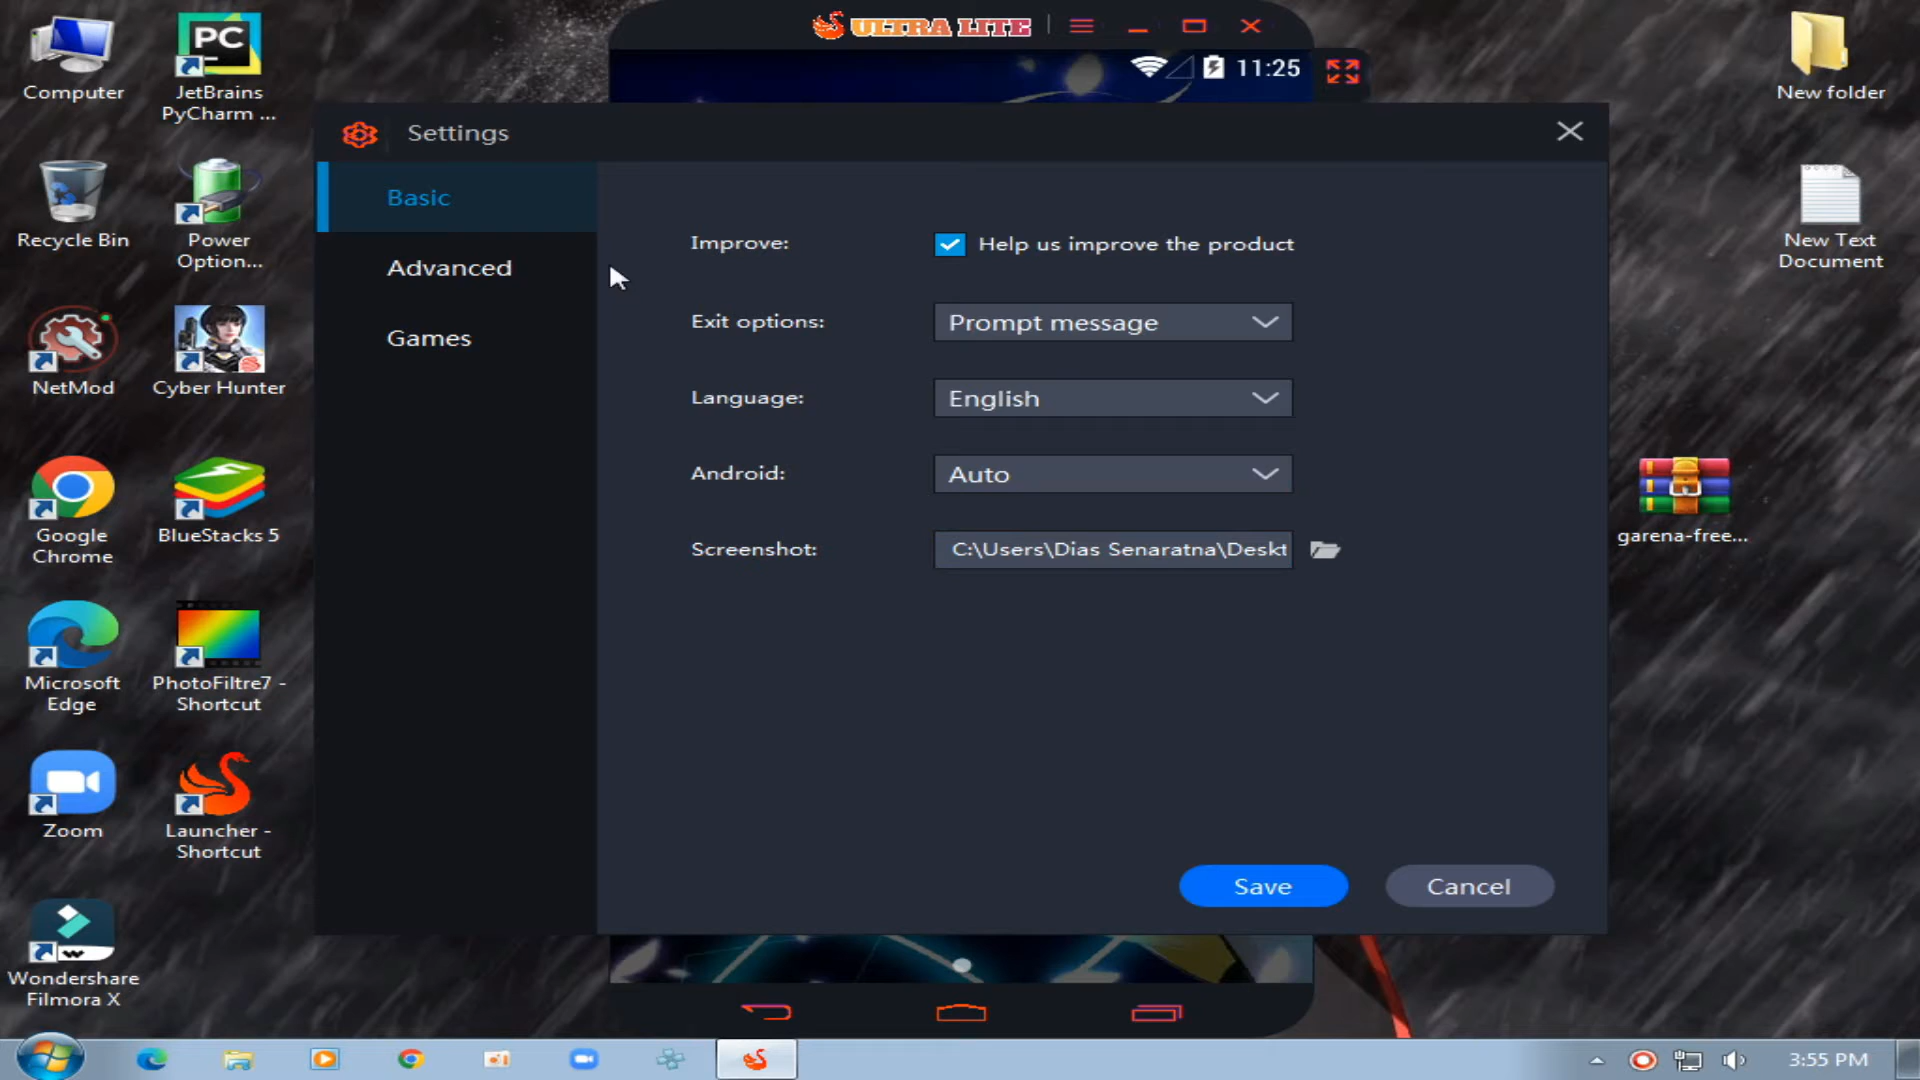 Computer
PC
JetBrains
PyCharm ...
Recycle Bin
Power
Option...
NetMod
Cyber Hunter
Google
Chrome
BlueStacks 5
Microsoft
Edge
PhotoFiltre7 -
Shortcut
Zoom
Launcher -
Shortcut
Wondershare
Filmora X
ULTRA LITE
11:25
Settings
Basic
Advanced
Games
Improve:
Help us improve the product
Exit options:
Prompt message
Language:
English
Android:
Auto
Screenshot:
C:\Users\Dias Senaratna\Deskt
Save
Cancel
New folder
New Text
Document
garena-free...
3:55 PM